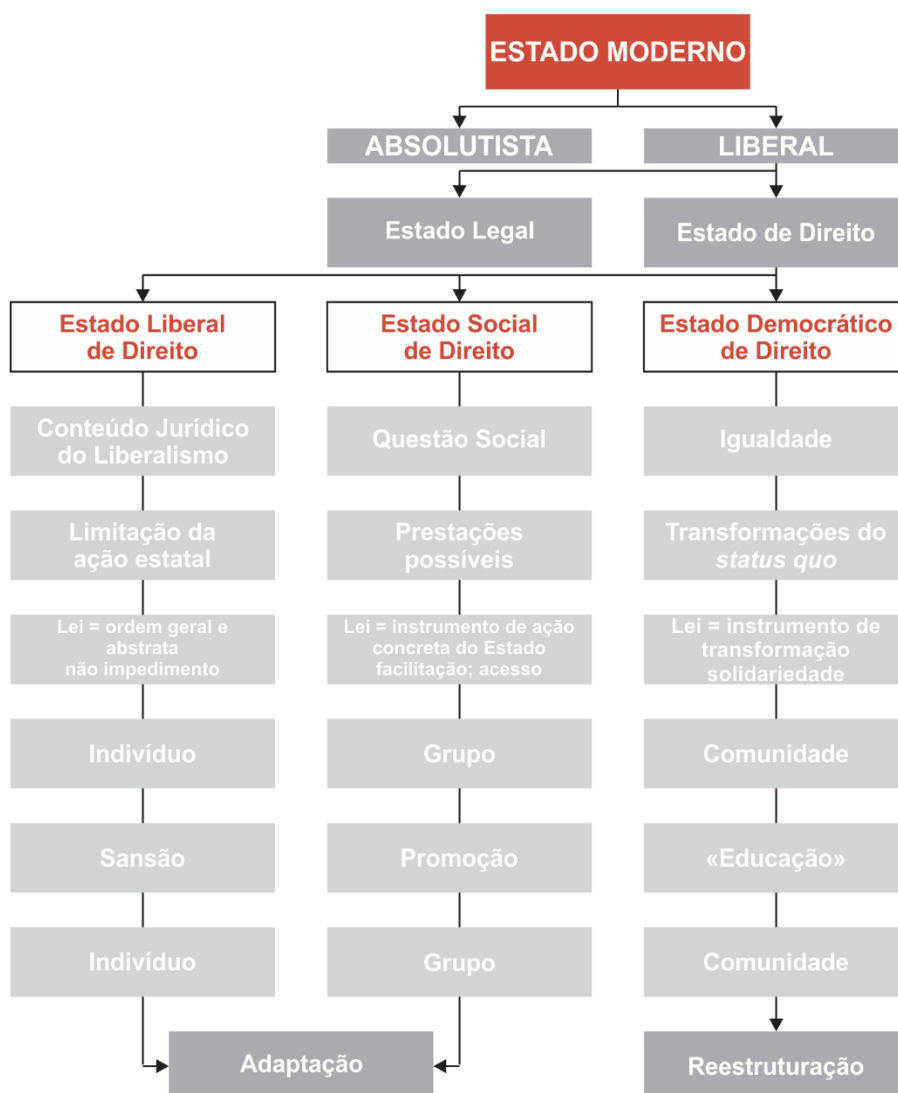 ESTADO MODERNO
ABSOLUTISTA
LIBERAL
Estado Legal
Estado de Direito
Estado Liberal
de Direito
Estado Social
de Direito
Estado Democrático
de Direito
Conteúdo Jurídico
do Liberalismo
Questão Social
Igualdade
Limitação da
ação estatal
Prestações
possíveis
Transformações do
status quo
Lei = ordem geral e
abstrata
não impedimento
Lei = instrumento de ação
concreta do Estado
facilitação; acesso
Lei = instrumento de
transformação
solidariedade
Indivíduo
Grupo
Comunidade
Sansão
Promoção
«Educação»
Indivíduo
Grupo
Comunidade
Adaptação
Reestruturação